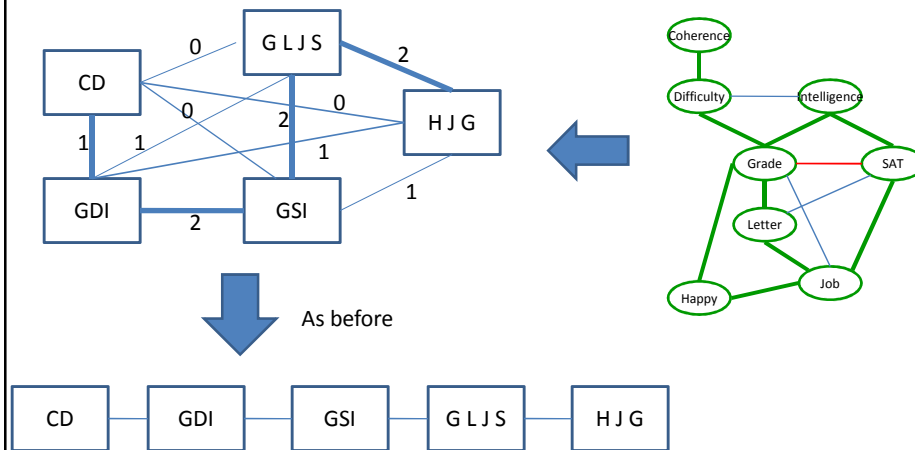 0
G L J S
2
CD
0
0
H J G
1
1
2
1
1
GDI
2
GSI
As before
CD
GDI
GSI
G L J S
H J G
Coherence
Difficulty
Intelligence
Grade
SAT
Letter
Job
Happy